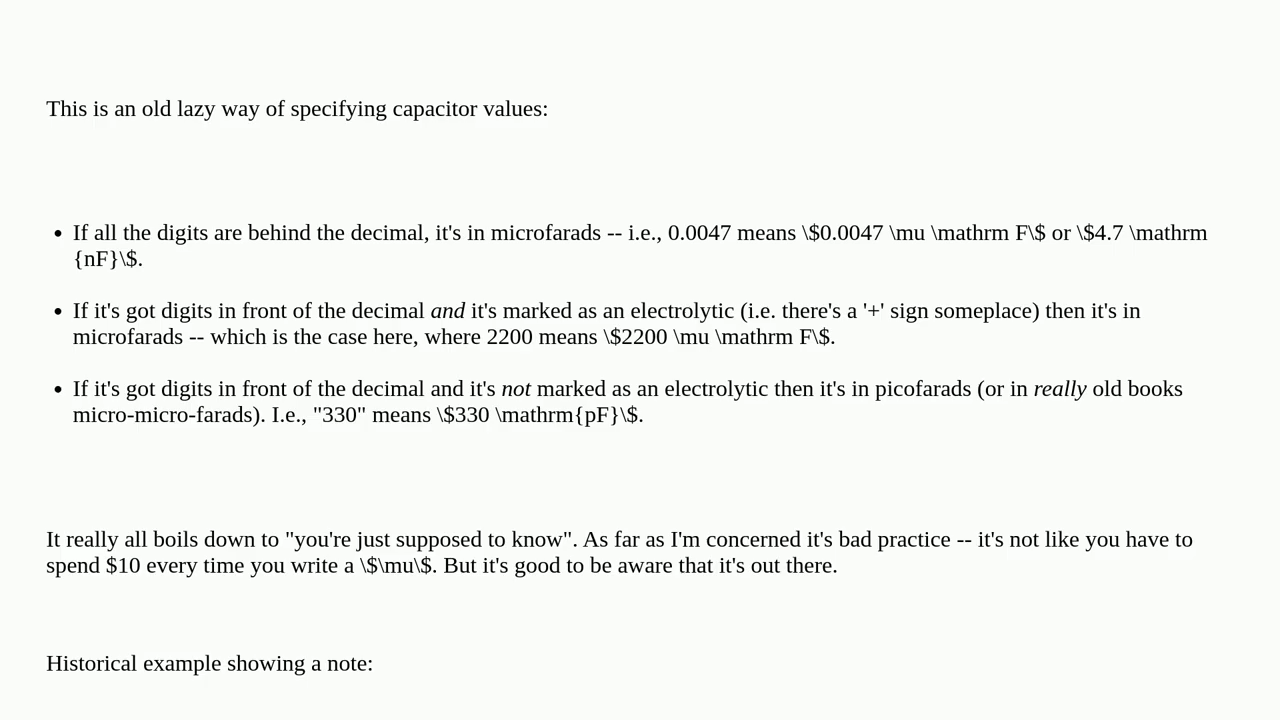 This is an old lazy way of specifying capacitor values:
• If all the digits are behind the decimal, it's in microfarads -- i.e., 0.0047 means \$0.0047 \mu \mathrm F\$ or \$4.7 \mathrm
{nF}\$.
• If it's got digits in front of the decimal and it's marked as an electrolytic (i.e. there's a '+' sign someplace) then it's in
microfarads -- which is the case here, where 2200 means \$2200 \mu \mathrm F\$.
• If it's got digits in front of the decimal and it's not marked as an electrolytic then it's in picofarads (or in really old books
micro-micro-farads). I.e., "330" means \$330 \mathrm{pF}\$.
It really all boils down to "you're just supposed to know". As far as I'm concerned it's bad practice -- it's not like you have to
spend $10 every time you write a \$\mu\$. But it's good to be aware that it's out there.
Historical example showing a note: